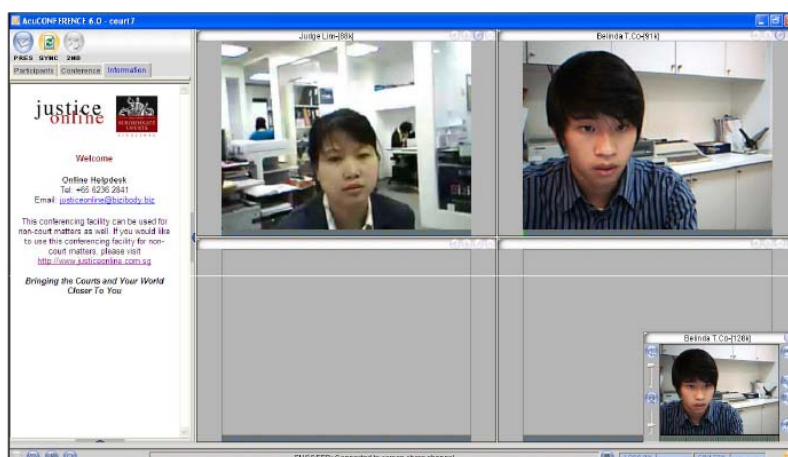 AcuCONFERENCE 6.0 - court7
PRES SYNC 2ND
Participants Conference Information
justice
online
Welcome
Online Helpdesk
Tel: +65 6236 2841
Email: justiceonline@bizibody.biz
This conferencing facility can be used for
non-court matters as well. If you would like
to use this conferencing facility for non-
court matters, please visit
http://www.justiceonline.com.sg
Bringing the Courts and Your World
Closer To You
Judge Lim-[88k]
Belinda T.Co-[91k]
Belinda T.Co-[128k]